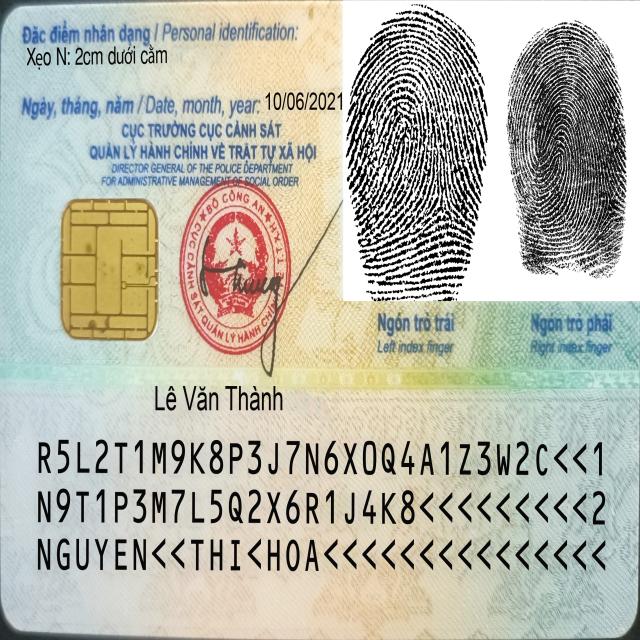 Đặc điểm nhân dạng / Personal identification:
Xẹo N: 2cm dưới cằm
Ngày, tháng, năm / Date, month, year: 10/06/2021
CỤC TRƯỞNG CỤC CẢNH SÁT
QUẢN LÝ HÀNH CHÍNH VỀ TRẬT TỰ XÃ HỘI
DIRECTOR GENERAL OF THE POLICE DEPARTMENT
FOR ADMINISTRATIVE MANAGEMENT OF SOCIAL ORDER
BỘ CÔNG AN
CỤC CẢNH SÁT QUẢN LÝ HÀNH CHÍNH
Ngón trỏ trái
Left index finger
Ngón trỏ phải
Right index finger
Lê Văn Thành
R5L2T1M9K8P3J7N6X0Q4A1Z3W2C<<1
N9T1P3M7L5Q2X6R1J4K8<<<<<<<<<2
NGUYEN<<THI<HOA<<<<<<<<<<<<<<<